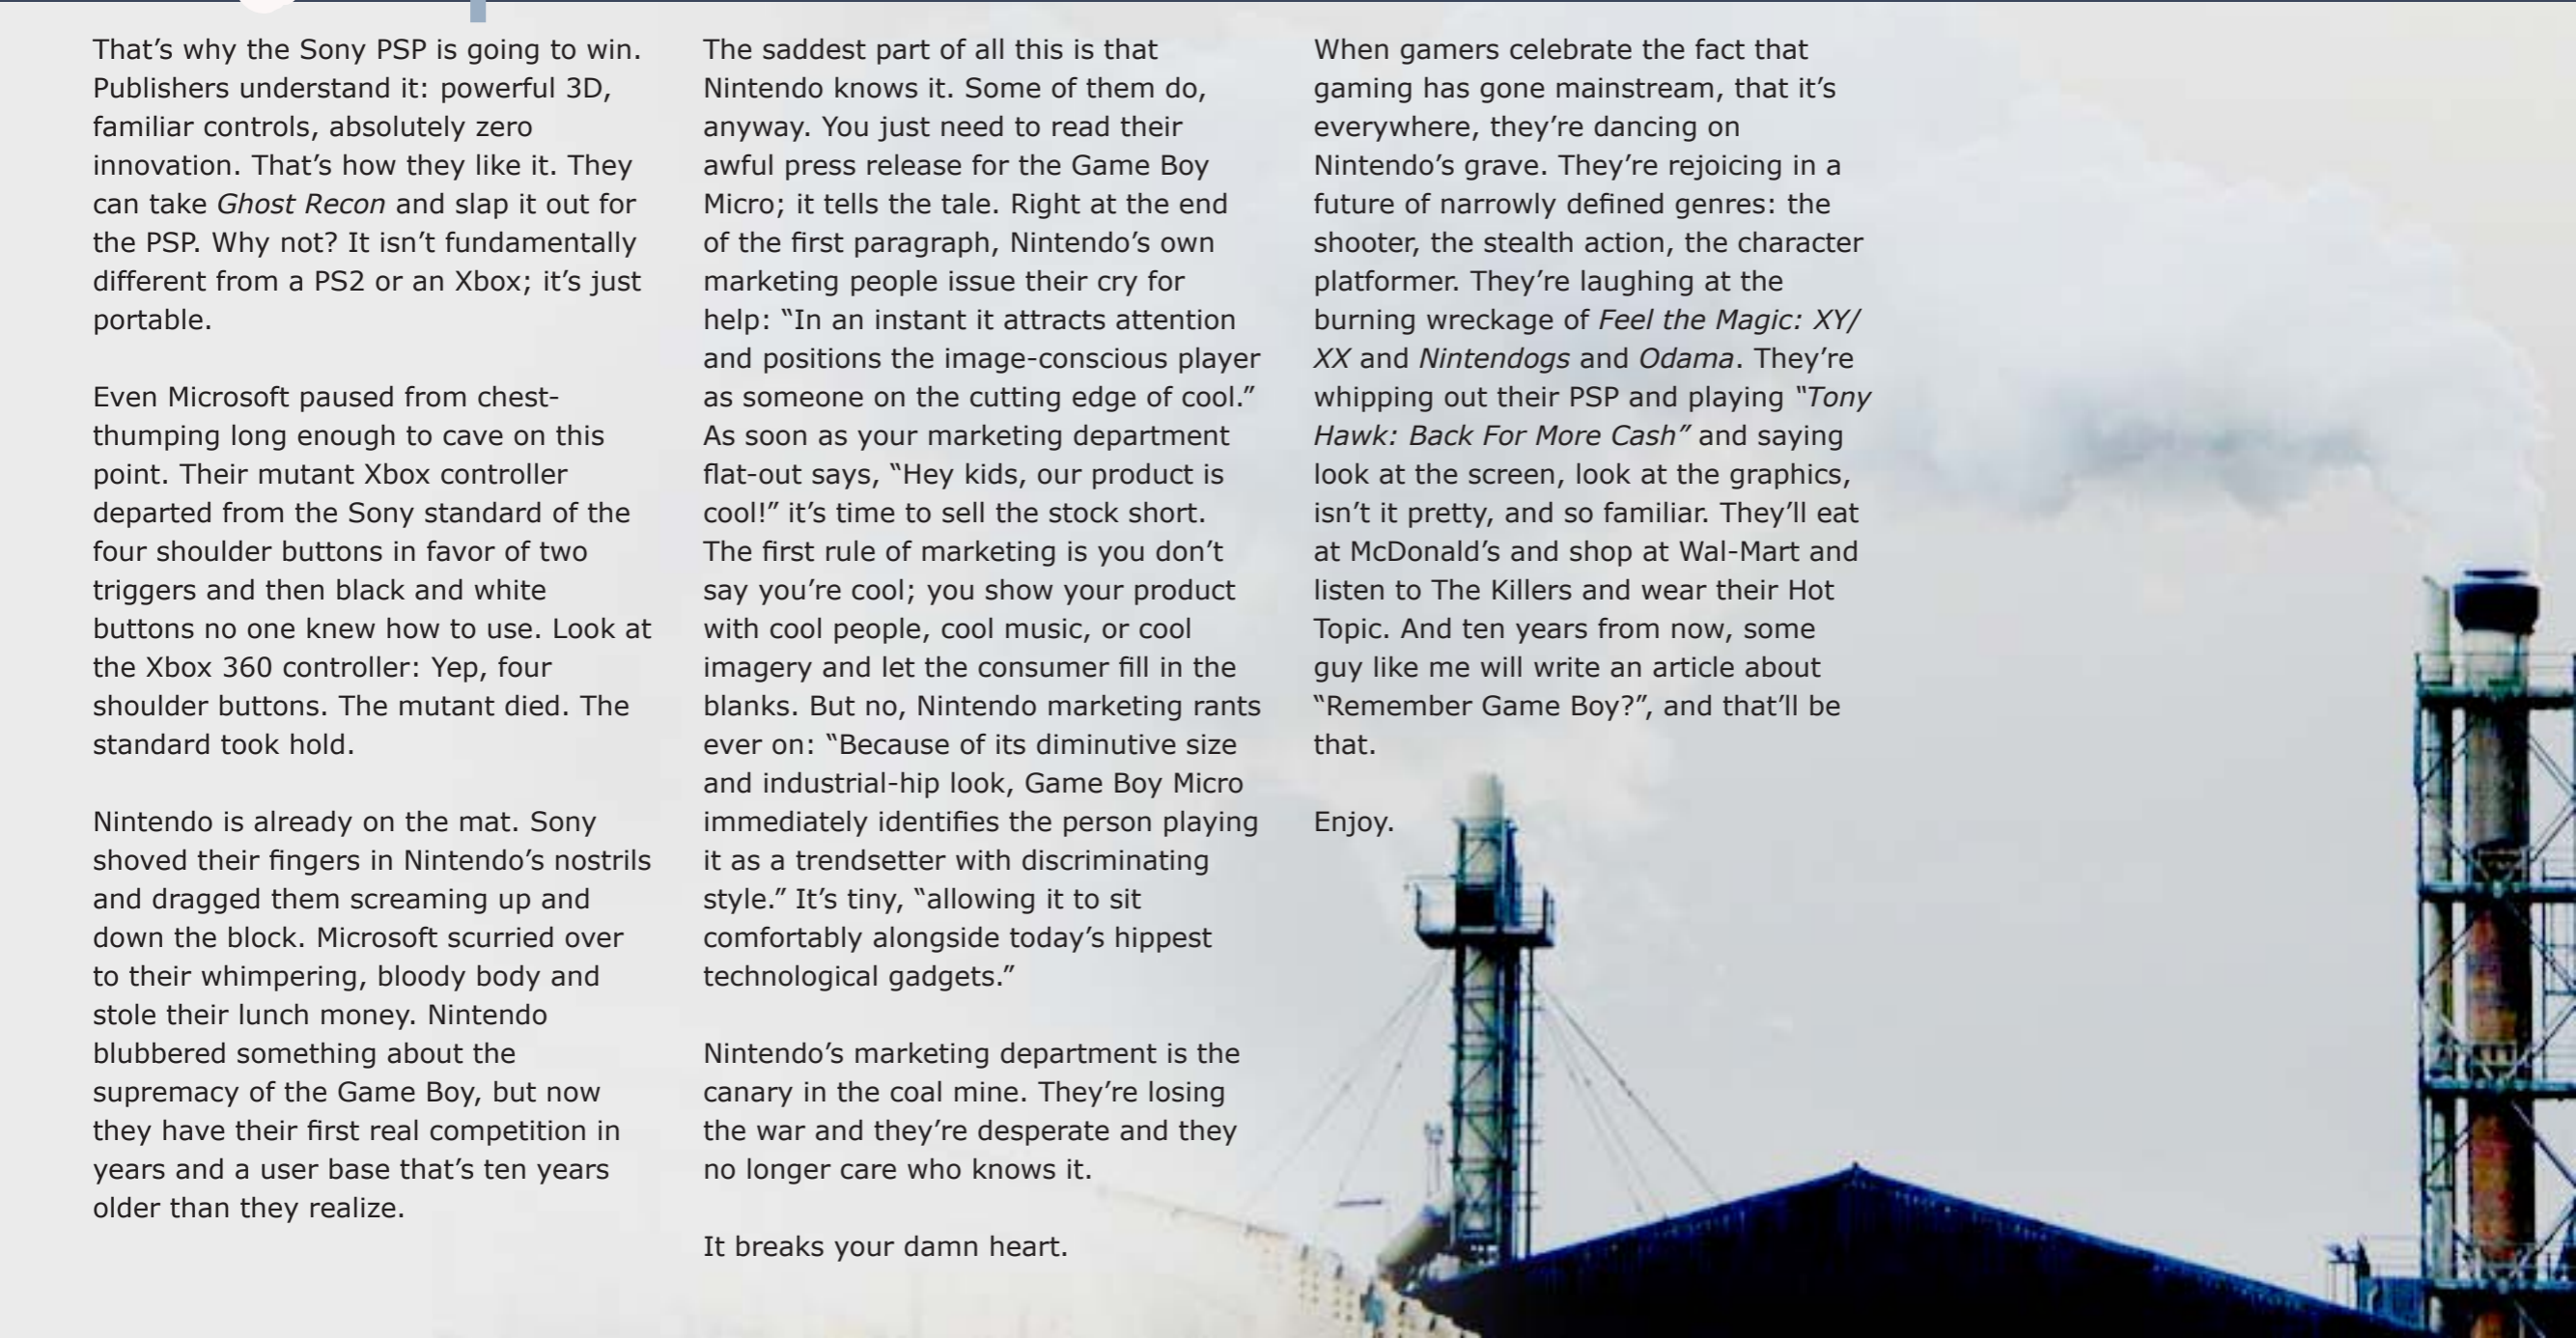 That’s why the Sony PSP is going to win.
Publishers understand it: powerful 3D,
familiar controls, absolutely zero
innovation. That’s how they like it. They
can take Ghost Recon and slap it out for
the PSP. Why not? It isn’t fundamentally
different from a PS2 or an Xbox; it’s just
portable.
Even Microsoft paused from chest-
thumping long enough to cave on this
point. Their mutant Xbox controller
departed from the Sony standard of the
four shoulder buttons in favor of two
triggers and then black and white
buttons no one knew how to use. Look at
the Xbox 360 controller: Yep, four
shoulder buttons. The mutant died. The
standard took hold.
Nintendo is already on the mat. Sony
shoved their fingers in Nintendo’s nostrils
and dragged them screaming up and
down the block. Microsoft scurried over
to their whimpering, bloody body and
stole their lunch money. Nintendo
blubbered something about the
supremacy of the Game Boy, but now
they have their first real competition in
years and a user base that’s ten years
older than they realize.
The saddest part of all this is that
Nintendo knows it. Some of them do,
anyway. You just need to read their
awful press release for the Game Boy
Micro; it tells the tale. Right at the end
of the first paragraph, Nintendo’s own
marketing people issue their cry for
help: “In an instant it attracts attention
and positions the image-conscious player
as someone on the cutting edge of cool.”
As soon as your marketing department
flat-out says, “Hey kids, our product is
cool!” it’s time to sell the stock short.
The first rule of marketing is you don’t
say you’re cool; you show your product
with cool people, cool music, or cool
imagery and let the consumer fill in the
blanks. But no, Nintendo marketing rants
ever on: “Because of its diminutive size
and industrial-hip look, Game Boy Micro
immediately identifies the person playing
it as a trendsetter with discriminating
style.” It’s tiny, “allowing it to sit
comfortably alongside today’s hippest
technological gadgets.”
Nintendo’s marketing department is the
canary in the coal mine. They’re losing
the war and they’re desperate and they
no longer care who knows it.
It breaks your damn heart.
When gamers celebrate the fact that
gaming has gone mainstream, that it’s
everywhere, they’re dancing on
Nintendo’s grave. They’re rejoicing in a
future of narrowly defined genres: the
shooter, the stealth action, the character
platformer. They’re laughing at the
burning wreckage of Feel the Magic: XY/
XX and Nintendogs and Odama. They’re
whipping out their PSP and playing “Tony
Hawk: Back For More Cash” and saying
look at the screen, look at the graphics,
isn’t it pretty, and so familiar. They’ll eat
at McDonald’s and shop at Wal-Mart and
listen to The Killers and wear their Hot
Topic. And ten years from now, some
guy like me will write an article about
“Remember Game Boy?”, and that’ll be
that.
Enjoy.